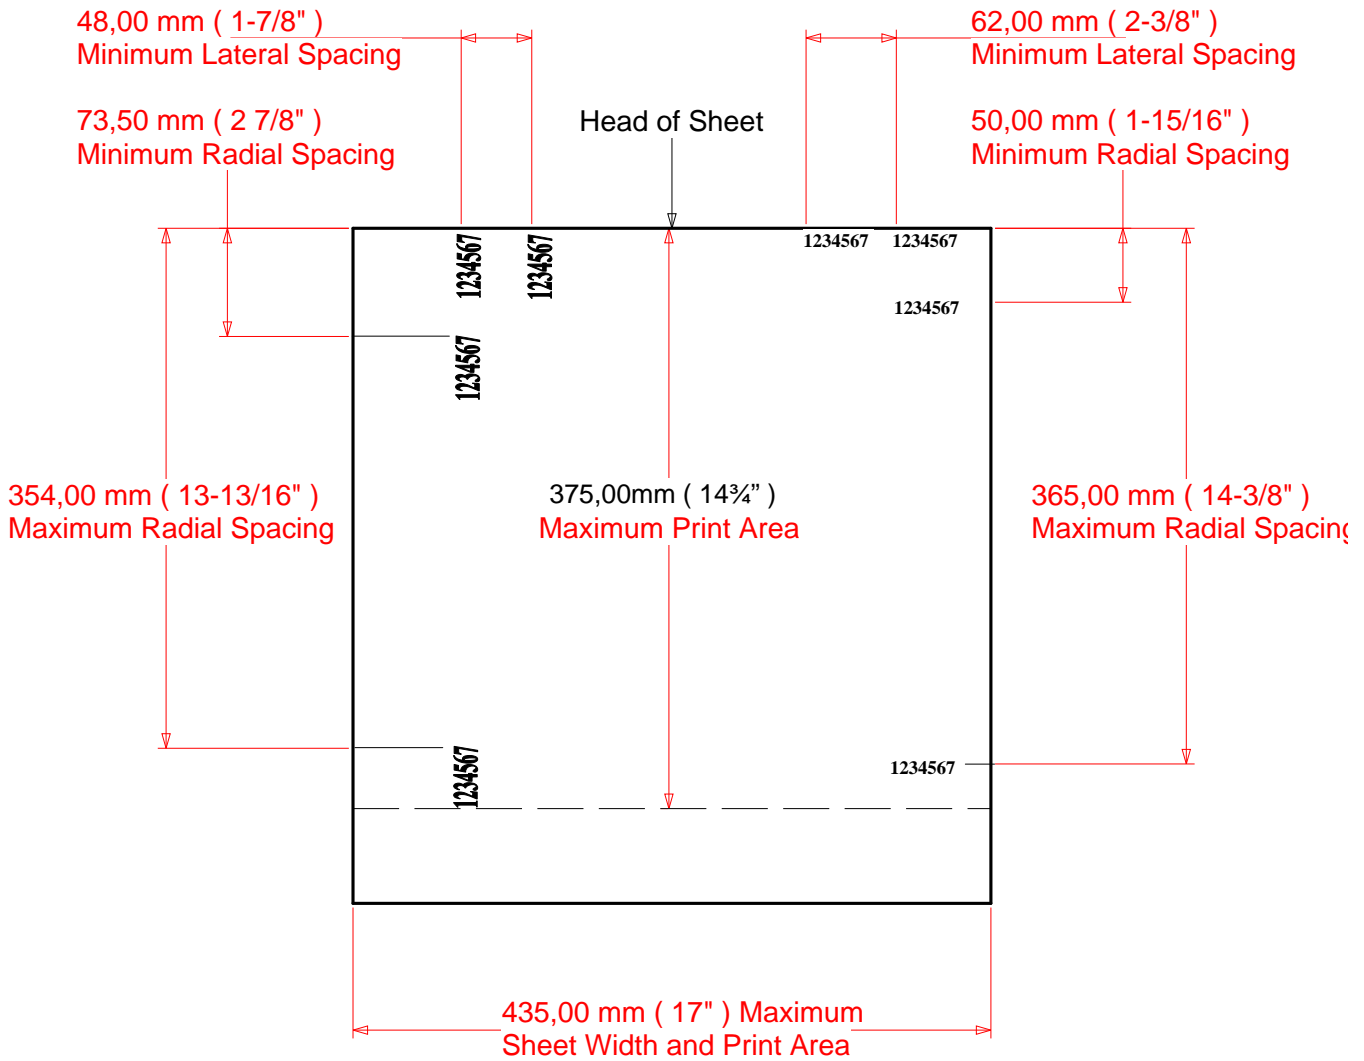 48,00 mm ( 1-7/8" )
Minimum Lateral Spacing
62,00 mm ( 2-3/8" )
Minimum Lateral Spacing
73,50 mm ( 2 7/8" )
Minimum Radial Spacing
Head of Sheet
50,00 mm ( 1-15/16" )
Minimum Radial Spacing
1234567
1234567
1234567
1234567
1234567
1234567
354,00 mm ( 13-13/16" )
Maximum Radial Spacing
375,00mm ( 14¾” )
Maximum Print Area
365,00 mm ( 14-3/8" )
Maximum Radial Spacing
1234567
1234567
435,00 mm ( 17" ) Maximum
Sheet Width and Print Area